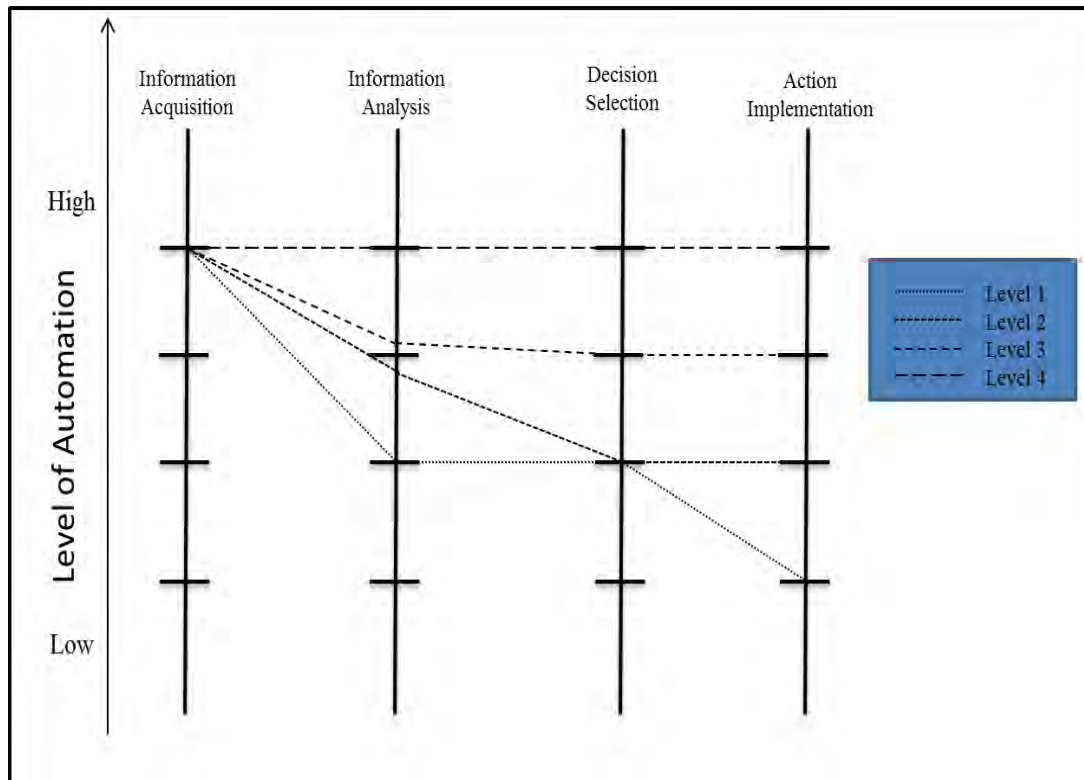 Information
Acquisition
Information
Analysis
Decision
Selection
Action
Implementation
High
Level of Automation
Low
Level 1
Level 2
Level 3
Level 4